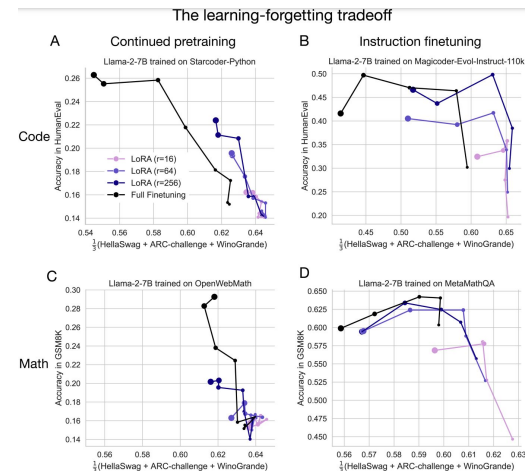 The learning-forgetting tradeoff
A Continued pretraining
B Instruction finetuning
Llama-2-7B trained on Starcoder-Python
Llama-2-7B trained on Magicoder-Evol-Instruct-110k
Code
Accuracy in HumanEval
0.26
0.24
0.22
0.20
0.18
0.16
0.14
LoRA (r=16)
LoRA (r=64)
LoRA (r=256)
Full Finetuning
0.54 0.56 0.58 0.60 0.62 0.64
1/3(HellaSwag + ARC-challenge + WinoGrande)
Accuracy in HumanEval
0.50
0.45
0.40
0.35
0.30
0.25
0.20
0.45 0.50 0.55 0.60 0.65
1/3(HellaSwag + ARC-challenge + WinoGrande)
C
D
Llama-2-7B trained on OpenWebMath
Llama-2-7B trained on MetaMathQA
Math
Accuracy in GSM8K
0.30
0.28
0.26
0.24
0.22
0.20
0.18
0.16
0.14
0.56 0.58 0.60 0.62 0.64
1/3(HellaSwag + ARC-challenge + WinoGrande)
Accuracy in GSM8K
0.650
0.625
0.600
0.575
0.550
0.525
0.500
0.475
0.450
0.56 0.57 0.58 0.59 0.60 0.61 0.62 0.63
1/3(HellaSwag + ARC-challenge + WinoGrande)